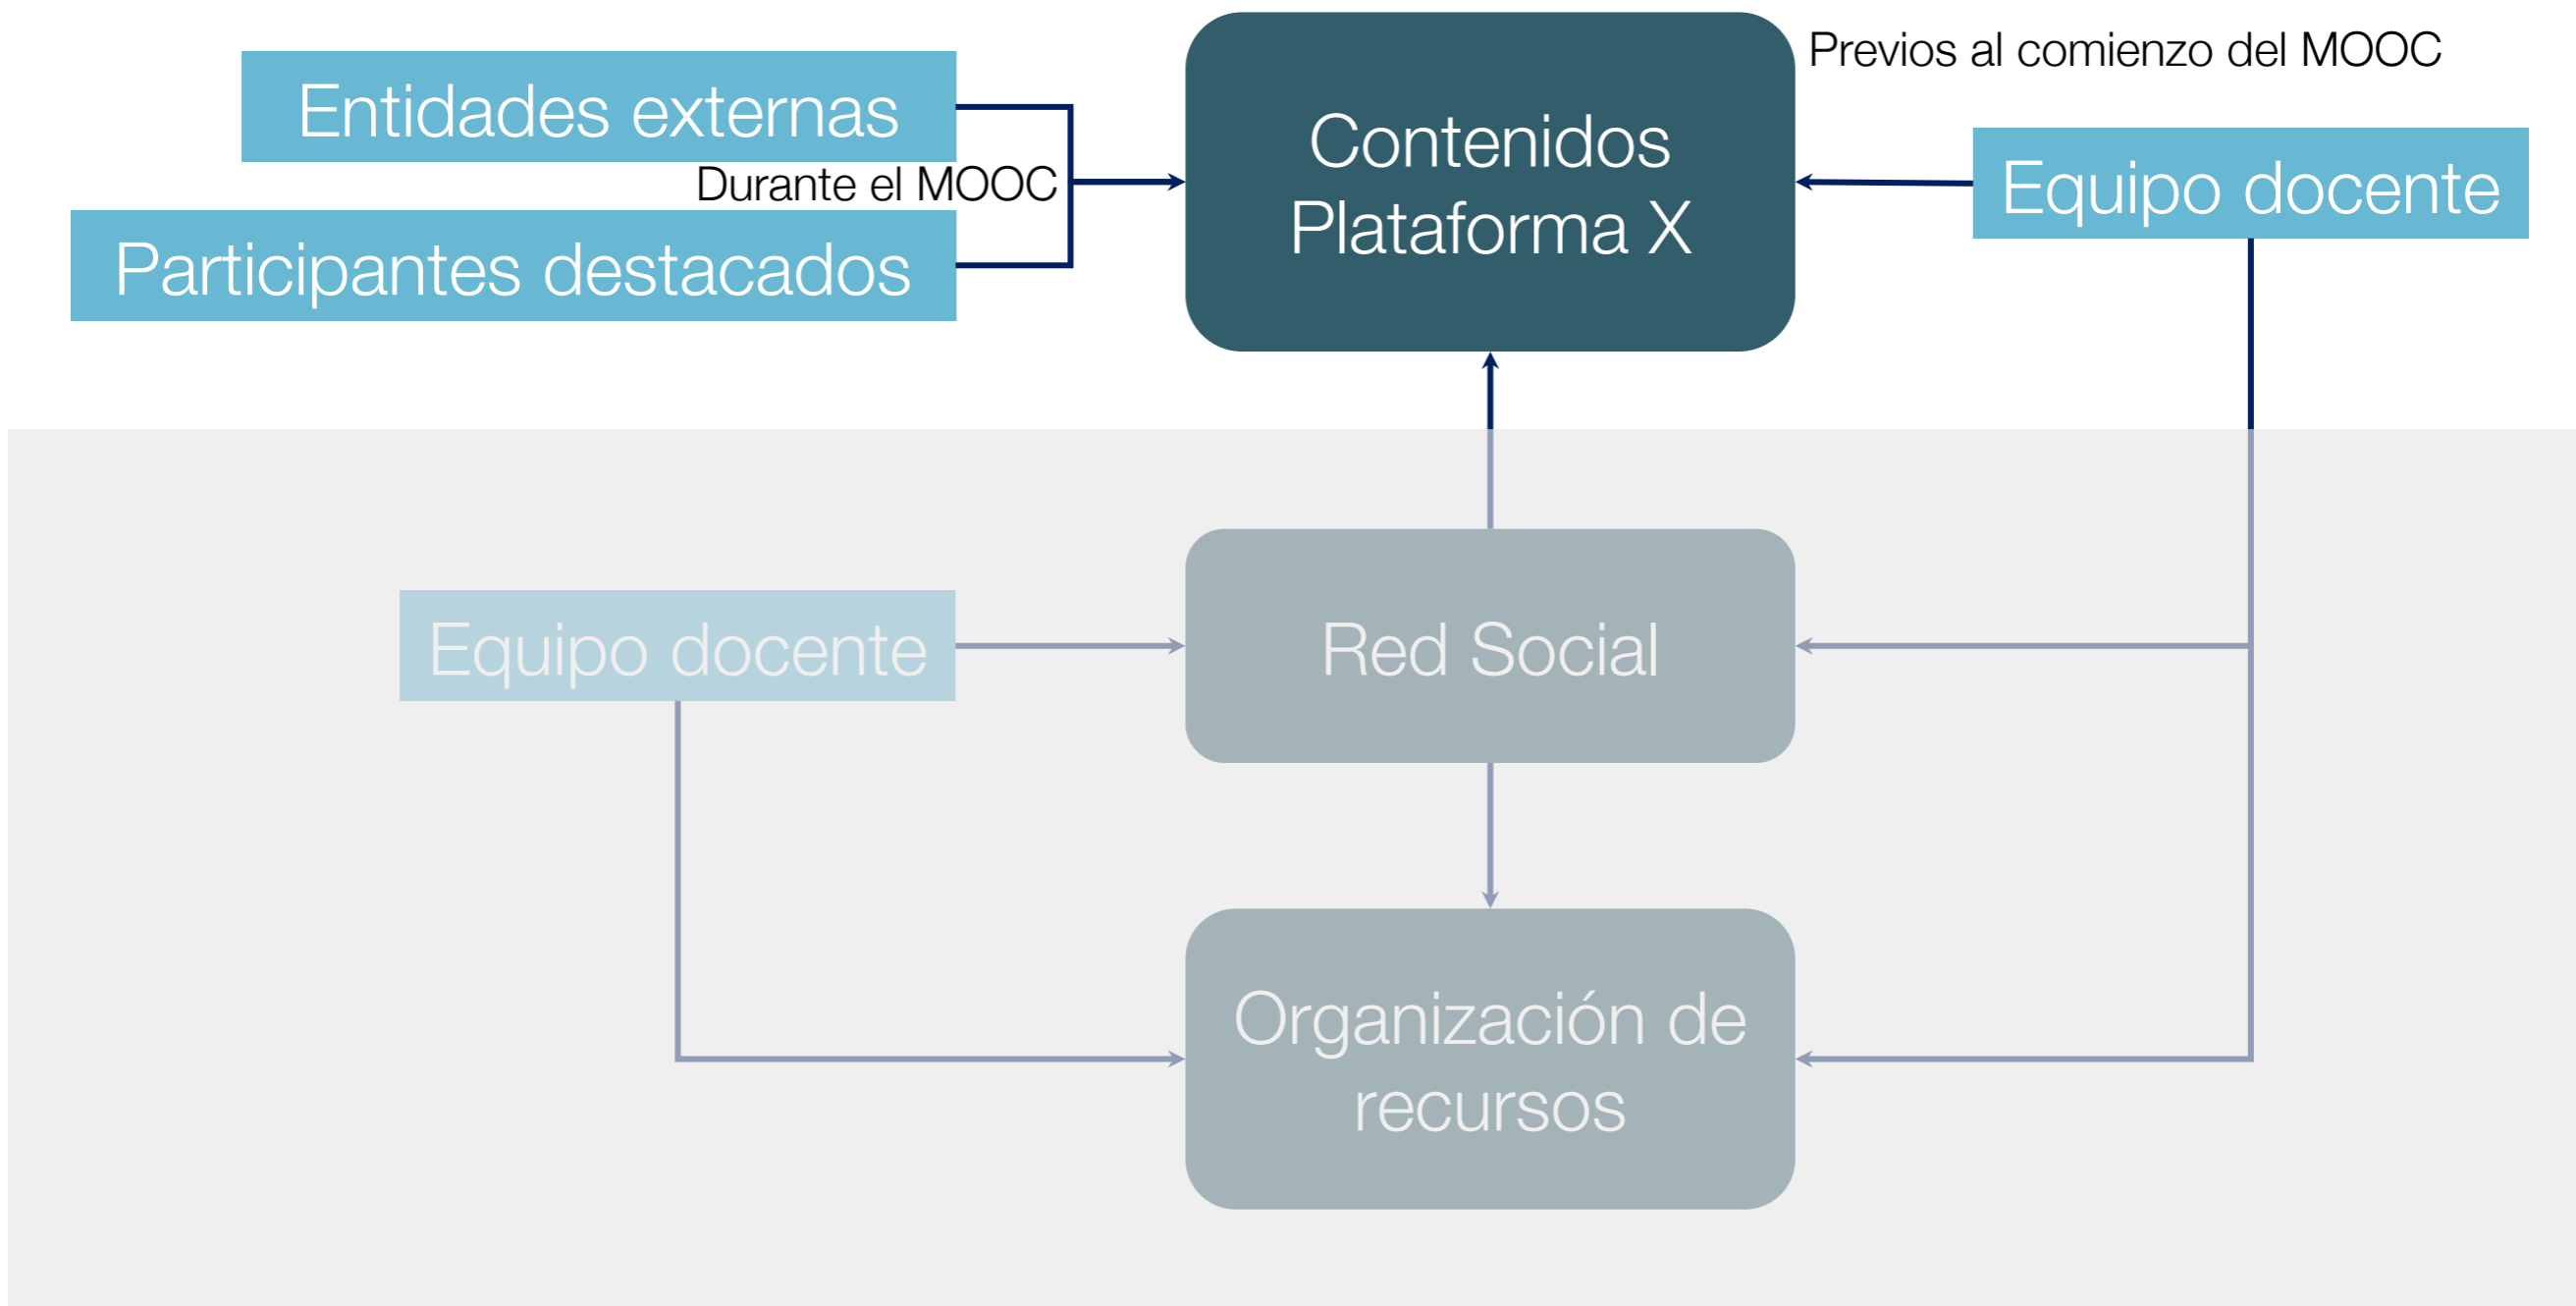 Previos al comienzo del MOOC
Entidades externas
Durante el MOOC
Participantes destacados
Contenidos
Plataforma X
Equipo docente
Equipo docente
Red Social
Organización de
recursos